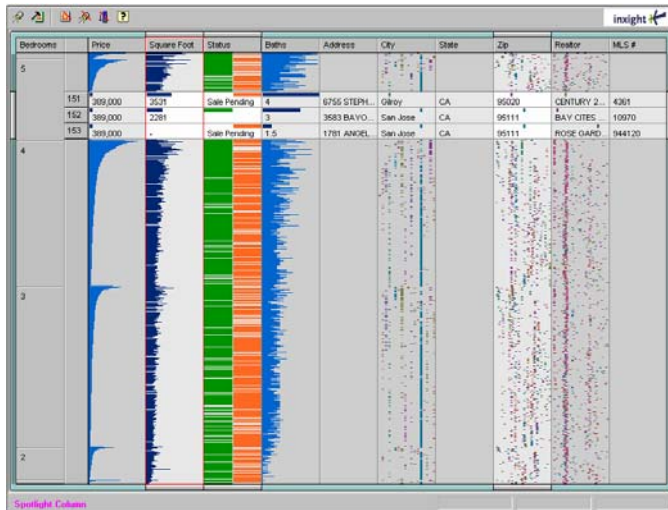 inxight
Bedrooms Price Square Foot Status Baths Address City State Zip Realtor MLS #
5
151 389,000 3531 Sale Pending 4 6755 STEPH... Gilroy CA 95020 CENTURY 2... 4361
152 389,000 2281 3 3583 BAYO... San Jose CA 95111 BAY CITES ... 10970
153 389,000 - Sale Pending 1.5 1781 ANGEL... San Jose CA 95111 ROSE GARD... 944120
4
3
2
Spotlight Column